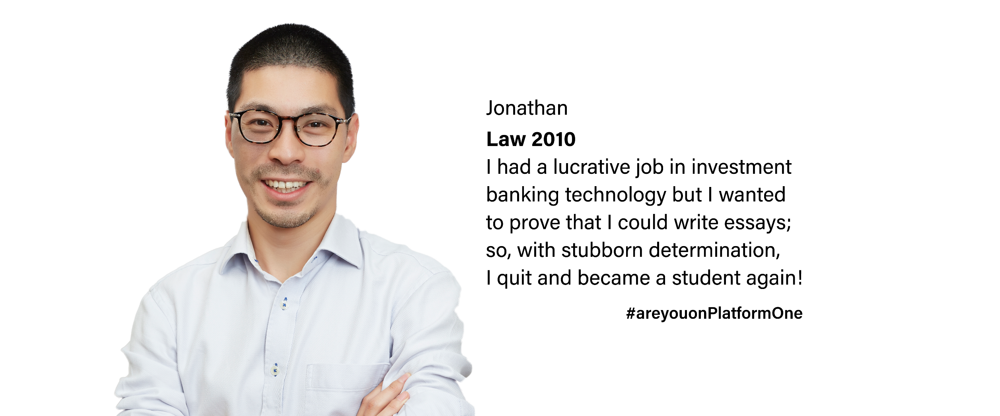 Jonathan
Law 2010
I had a lucrative job in investment
banking technology but I wanted
to prove that I could write essays;
so, with stubborn determination,
I quit and became a student again!
#areyouonPlatformOne